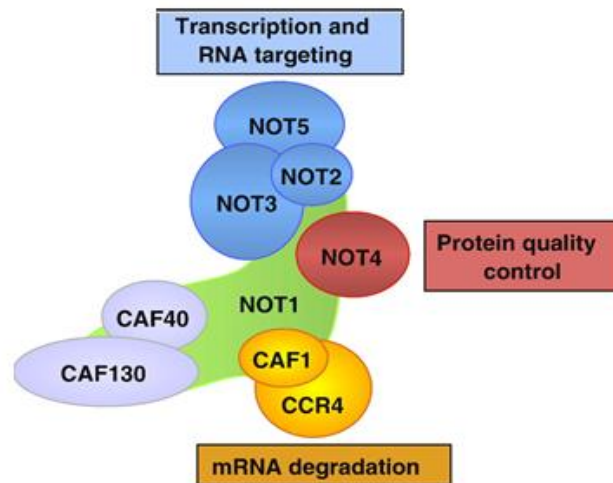 Transcription and
RNA targeting
NOT5
NOT2
NOT3
NOT4
Protein quality
control
NOT1
CAF40
CAF1
CAF130
CCR4
mRNA degradation